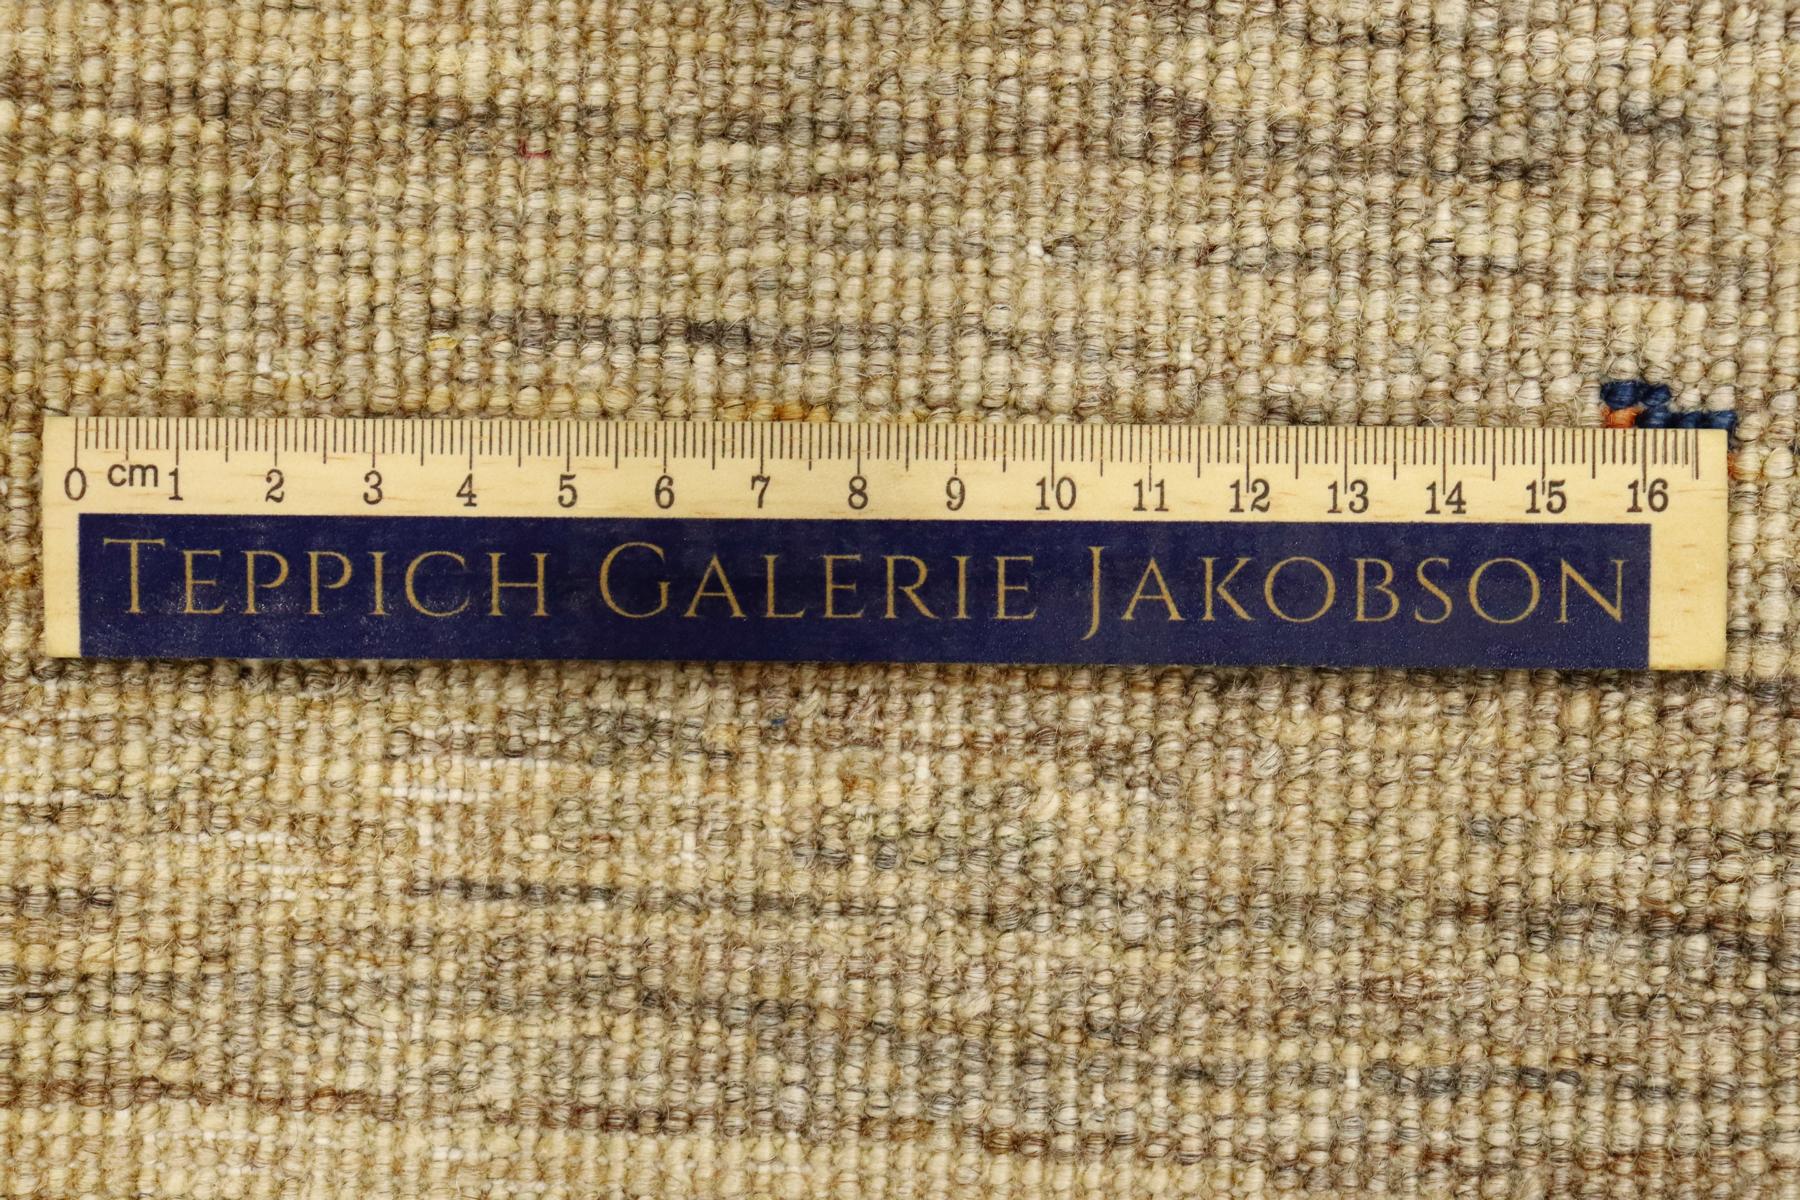 0 cm 1 2 3 4 5 6 7 8 9 10 11 12 13 14 15 16
TEPPICH GALERIE JAKOBSON